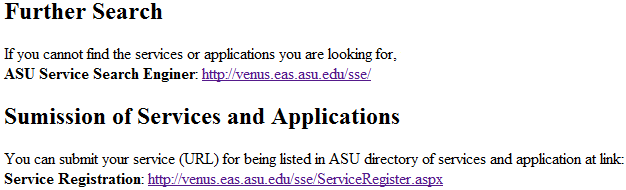 Further Search
If you cannot find the services or applications you are looking for,
ASU Service Search Enginer: http://venus.eas.asu.edu/sse/
Sumission of Services and Applications
You can submit your service (URL) for being listed in ASU directory of services and application at link:
Service Registration: http://venus.eas.asu.edu/sse/ServiceRegister.aspx